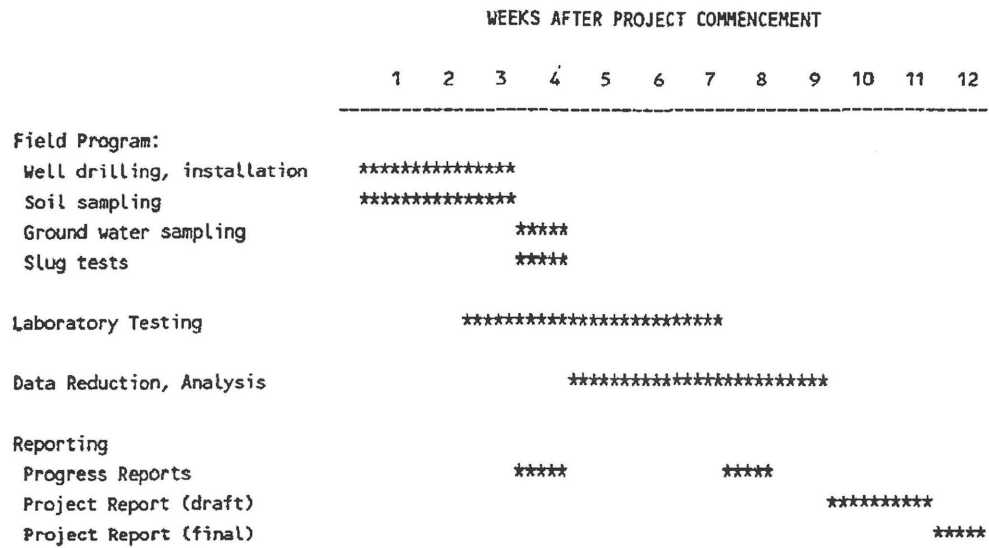 WEEKS AFTER PROJECT COMMENCEMENT
1 2 3 4 5 6 7 8 9 10 11 12
------------------------------------------------------------------
Field Program:
Well drilling, installation ***************
Soil sampling ***************
Ground water sampling *****
Slug tests *****
Laboratory Testing *************************
Data Reduction, Analysis *************************
Reporting
Progress Reports ***** *****
Project Report (draft) **********
Project Report (final) *****